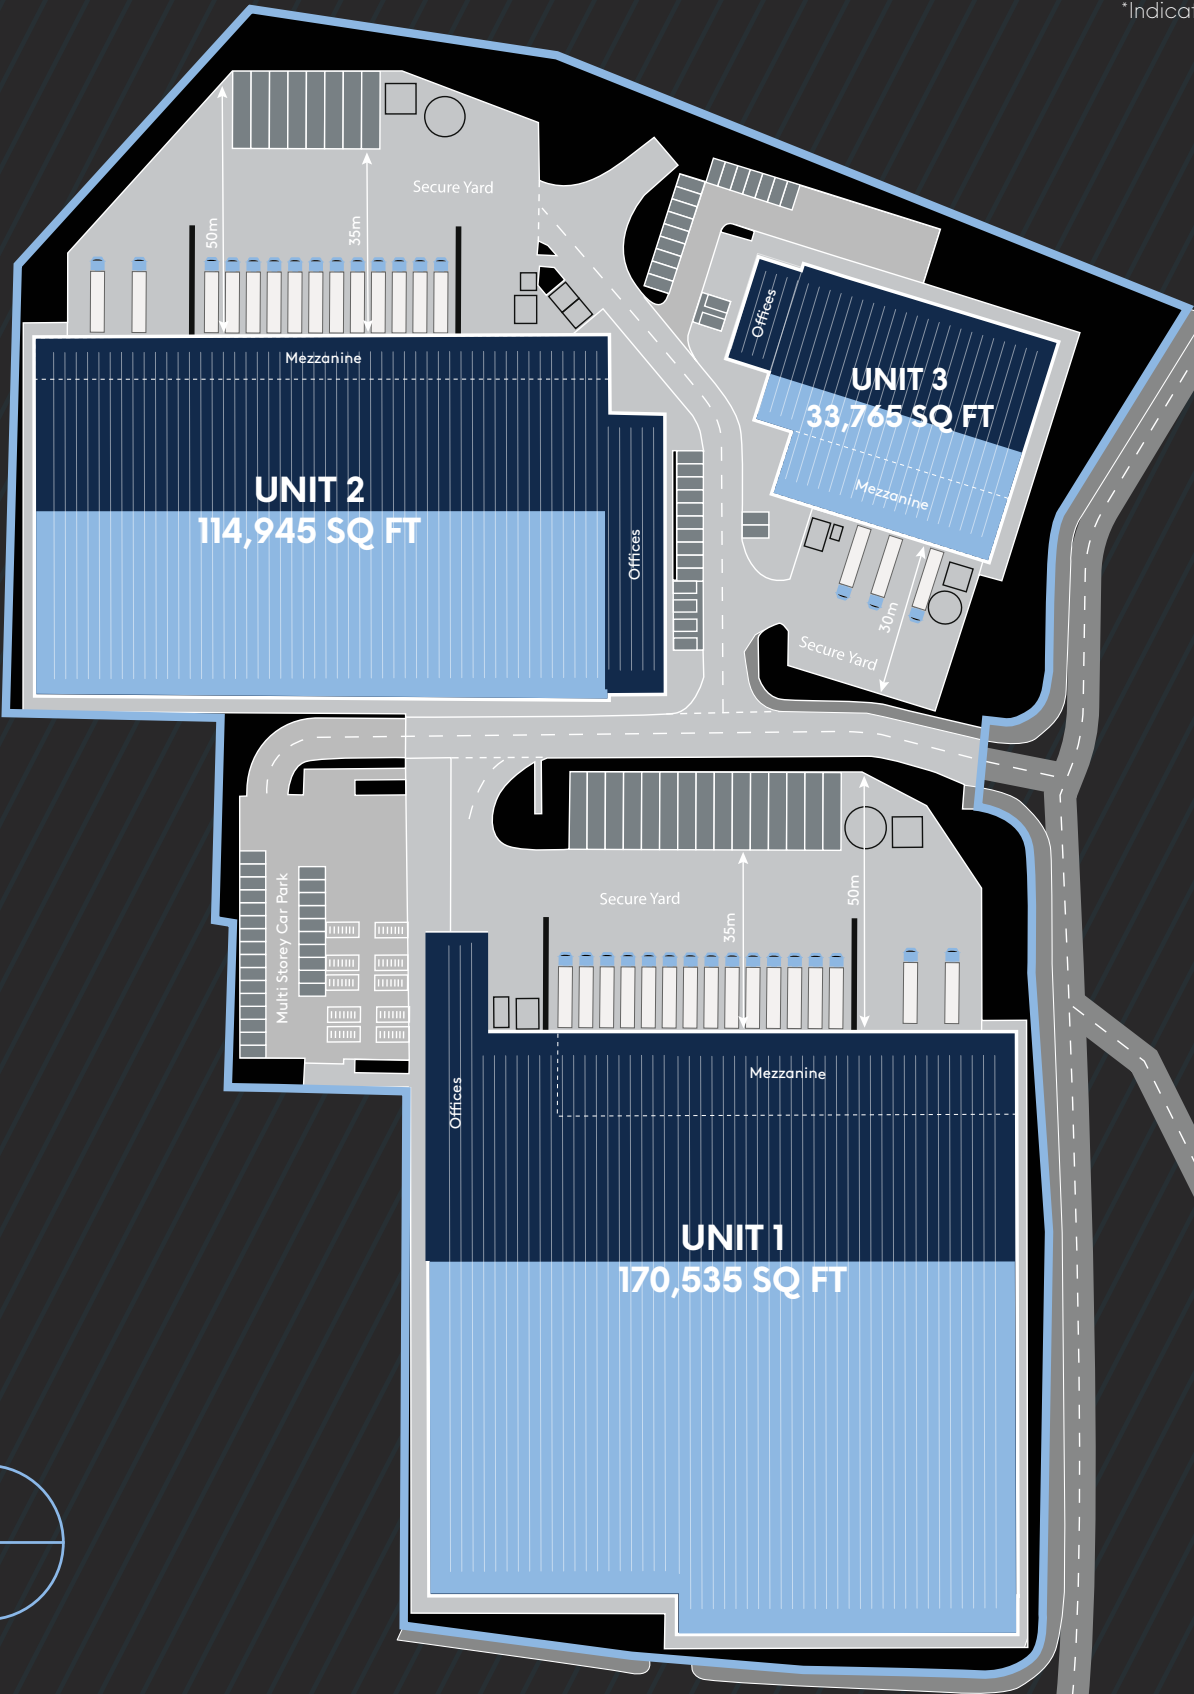 *Indicat
50m
35m
Secure Yard
Mezzanine
UNIT 2
114,945 SQ FT
Offices
Offices
UNIT 3
33,765 SQ FT
Mezzanine
30m
Secure Yard
Multi Storey Car Park
Secure Yard
35m
50m
Offices
Mezzanine
UNIT 1
170,535 SQ FT